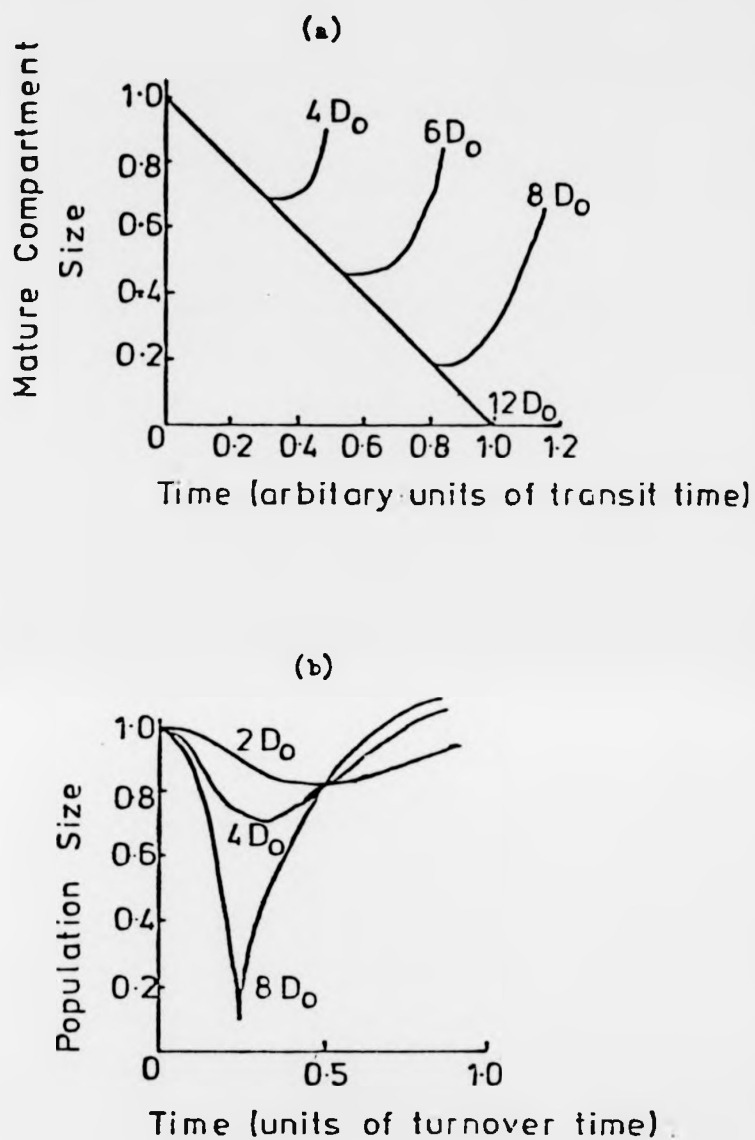 (a)
Mature Compartment
Size
1.0
0.8
0.6
0.4
0.2
0
4 D0
6 D0
8 D0
12 D0
0.2 0.4 0.6 0.8 1.0 1.2
Time (arbitary units of transit time)
(b)
Population Size
1.0
0.8
0.6
0.4
0.2
0
2 D0
4 D0
8 D0
0.5 1.0
Time (units of turnover time)